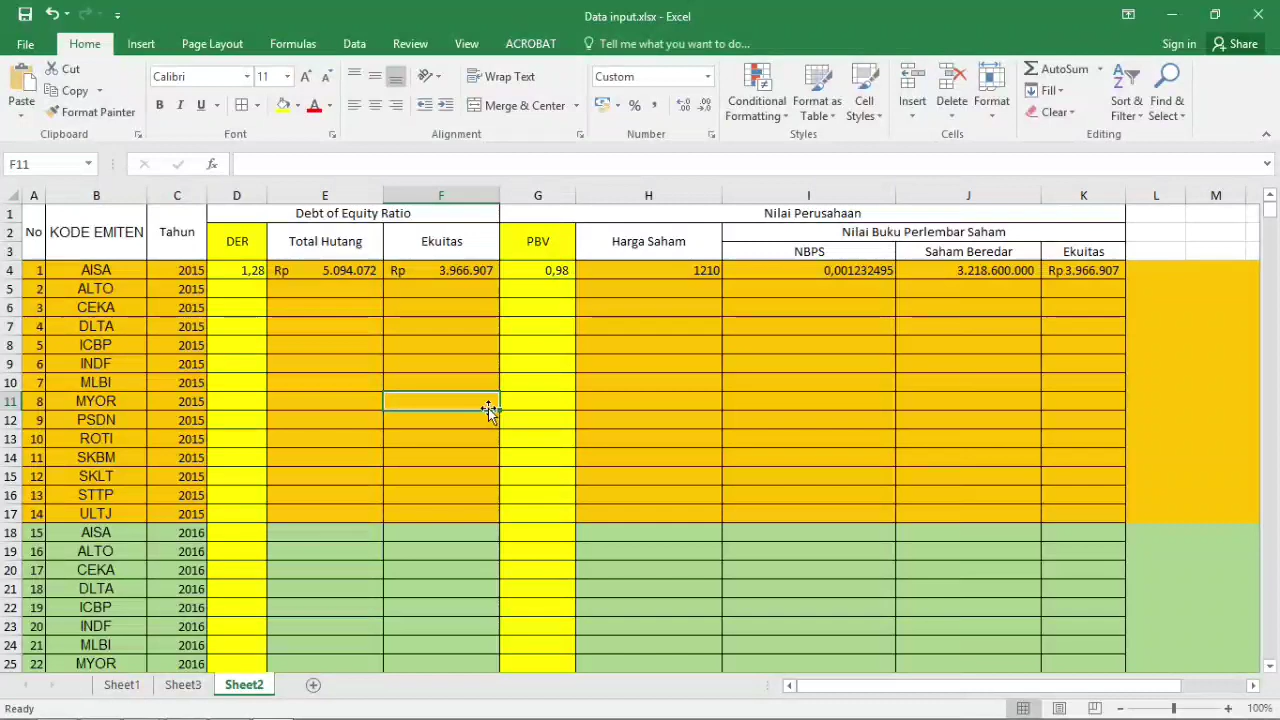 Data input.xlsx - Excel
File Home Insert Page Layout Formulas Data Review View ACROBAT Tell me what you want to do... Sign in Share
Paste Cut Copy Format Painter Clipboard
Calibri 11 B I U A Font
Wrap Text Merge & Center Alignment
Custom % Number
Conditional Formatting Format as Table Cell Styles Styles
Insert Delete Format Cells
AutoSum Fill Clear Sort & Filter Find & Select Editing
F11 fx
A B C D E F G H I J K L M
1 Debt of Equity Ratio Nilai Perusahaan
2 No KODE EMITEN Tahun DER Total Hutang Ekuitas PBV Harga Saham Nilai Buku Perlembar Saham
3 NBPS Saham Beredar Ekuitas
4 1 AISA 2015 1,28 Rp 5.094.072 Rp 3.966.907 0,98 1210 0,001232495 3.218.600.000 Rp 3.966.907
5 2 ALTO 2015
6 3 CEKA 2015
7 4 DLTA 2015
8 5 ICBP 2015
9 6 INDF 2015
10 7 MLBI 2015
11 8 MYOR 2015
12 9 PSDN 2015
13 10 ROTI 2015
14 11 SKBM 2015
15 12 SKLT 2015
16 13 STTP 2015
17 14 ULTJ 2015
18 15 AISA 2016
19 16 ALTO 2016
20 17 CEKA 2016
21 18 DLTA 2016
22 19 ICBP 2016
23 20 INDF 2016
24 21 MLBI 2016
25 22 MYOR 2016
Sheet1 Sheet3 Sheet2
Ready 100%